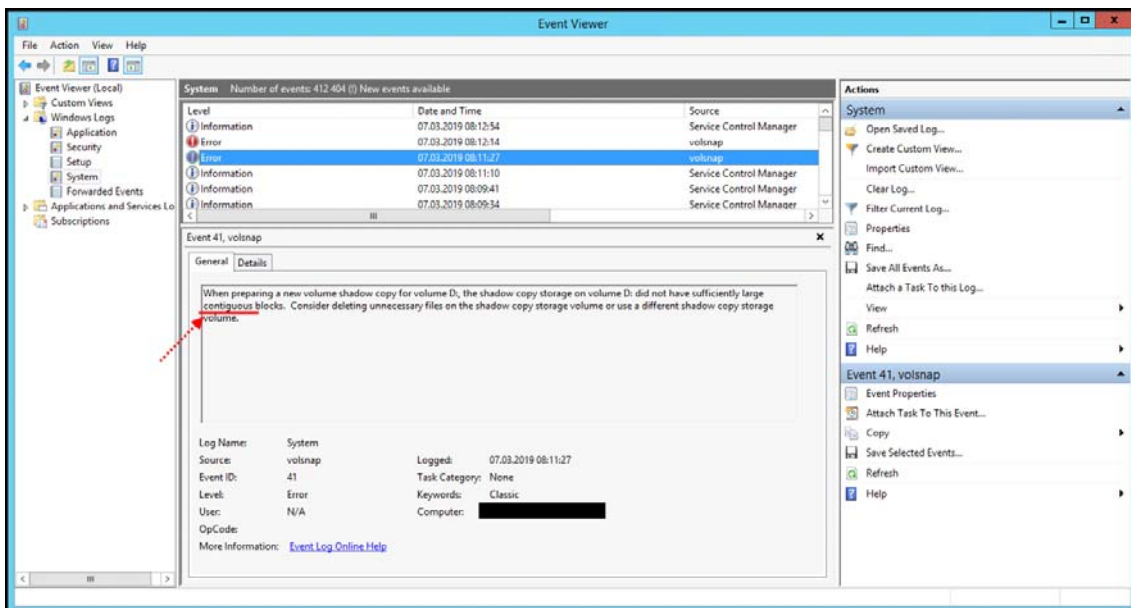 Event Viewer
File Action View Help
Event Viewer (Local)
Custom Views
Windows Logs
Application
Security
Setup
System
Forwarded Events
Applications and Services Lo
Subscriptions
System Number of events: 412 404 (!) New events available
Level Date and Time Source
Information 07.03.2019 08:12:54 Service Control Manager
Error 07.03.2019 08:12:14 volsnap
Error 07.03.2019 08:11:27 volsnap
Information 07.03.2019 08:11:10 Service Control Manager
Information 07.03.2019 08:09:41 Service Control Manager
Information 07.03.2019 08:09:34 Service Control Manager
Event 41, volsnap
General Details
When preparing a new volume shadow copy for volume D:, the shadow copy storage on volume D: did not have sufficiently large
contiguous blocks. Consider deleting unnecessary files on the shadow copy storage volume or use a different shadow copy storage
volume.
Log Name: System
Source: volsnap Logged: 07.03.2019 08:11:27
Event ID: 41 Task Category: None
Level: Error Keywords: Classic
User: N/A Computer:
OpCode:
More Information: Event Log Online Help
Actions
System
Open Saved Log...
Create Custom View...
Import Custom View...
Clear Log...
Filter Current Log...
Properties
Find...
Save All Events As...
Attach a Task To this Log...
View
Refresh
Help
Event 41, volsnap
Event Properties
Attach Task To This Event...
Copy
Save Selected Events...
Refresh
Help